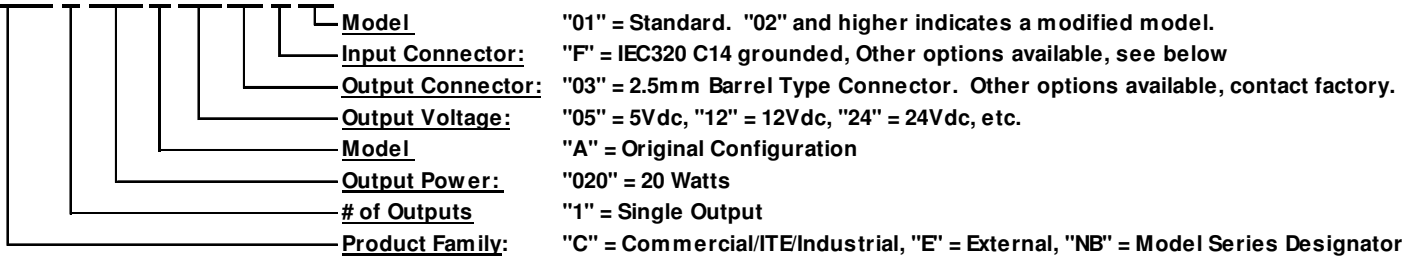 Model "01" = Standard. "02" and higher indicates a modified model.
Input Connector: "F" = IEC320 C14 grounded, Other options available, see below
Output Connector: "03" = 2.5mm Barrel Type Connector. Other options available, contact factory.
Output Voltage: "05" = 5Vdc, "12" = 12Vdc, "24" = 24Vdc, etc.
Model "A" = Original Configuration
Output Power: "020" = 20 Watts
# of Outputs "1" = Single Output
Product Family: "C" = Commercial/ITE/Industrial, "E" = External, "NB" = Model Series Designator